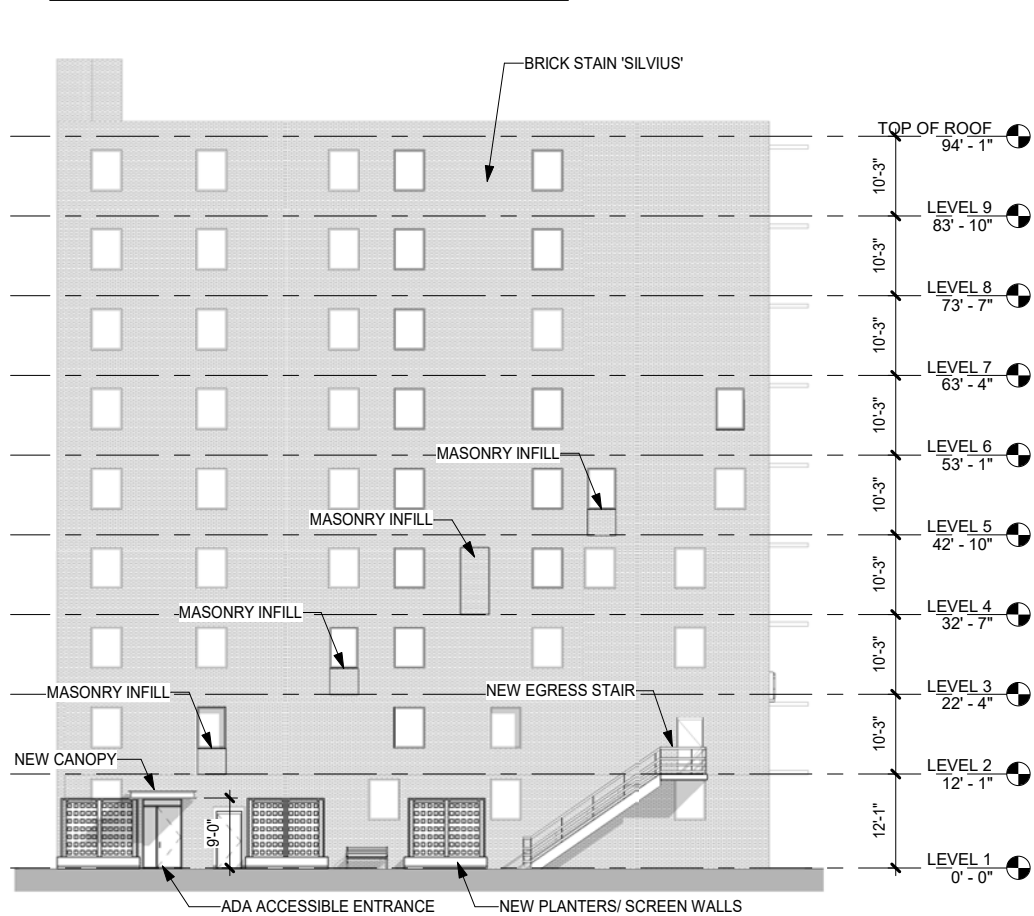 BRICK STAIN 'SILVIUS'
TOP OF ROOF
94' - 1"
10'-3"
LEVEL 9
83' - 10"
10'-3"
LEVEL 8
73' - 7"
10'-3"
LEVEL 7
63' - 4"
10'-3"
MASONRY INFILL
LEVEL 6
53' - 1"
10'-3"
MASONRY INFILL
LEVEL 5
42' - 10"
10'-3"
MASONRY INFILL
LEVEL 4
32' - 7"
10'-3"
MASONRY INFILL
NEW EGRESS STAIR
LEVEL 3
22' - 4"
10'-3"
NEW CANOPY
LEVEL 2
12' - 1"
9'-0"
12'-1"
LEVEL 1
0' - 0"
ADA ACCESSIBLE ENTRANCE
NEW PLANTERS/ SCREEN WALLS